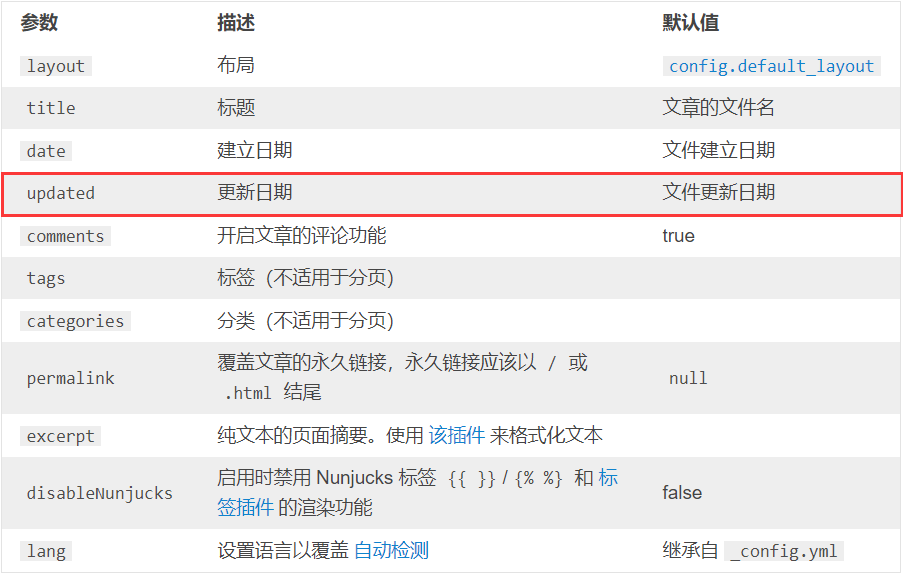 参数 描述 默认值
layout 布局 config.default_layout
title 标题 文章的文件名
date 建立日期 文件建立日期
updated 更新日期 文件更新日期
comments 开启文章的评论功能 true
tags 标签（不适用于分页）
categories 分类（不适用于分页）
permalink 覆盖文章的永久链接，永久链接应该以 / 或 null
.html 结尾
excerpt 纯文本的页面摘要。使用 该插件 来格式化文本
disableNunjucks 启用时禁用 Nunjucks 标签 {{ }} / {% %} 和 标 false
签插件 的渲染功能
lang 设置语言以覆盖 自动检测 继承自 _config.yml